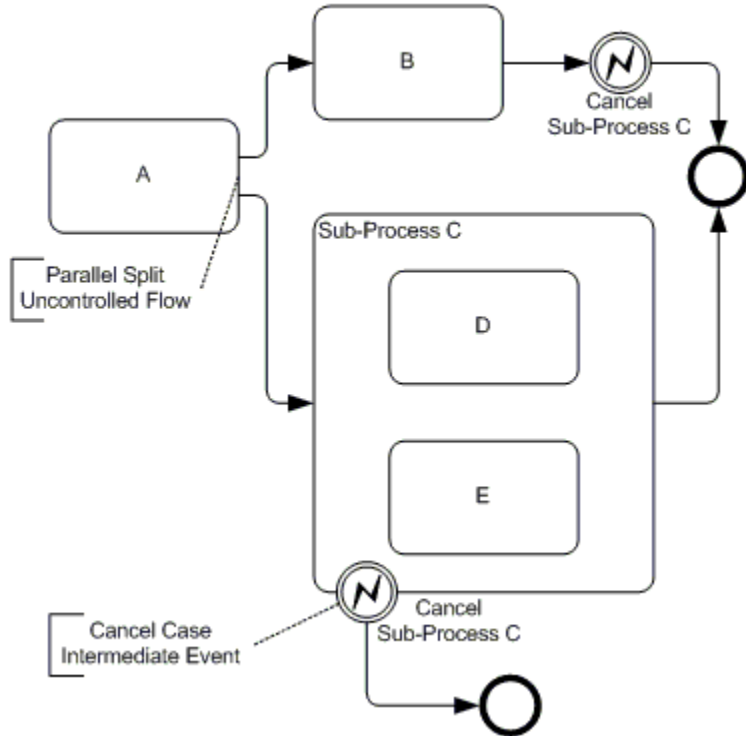 B
Cancel
Sub-Process C
A
Parallel Split
Uncontrolled Flow
Sub-Process C
D
E
Cancel
Sub-Process C
Cancel Case
Intermediate Event